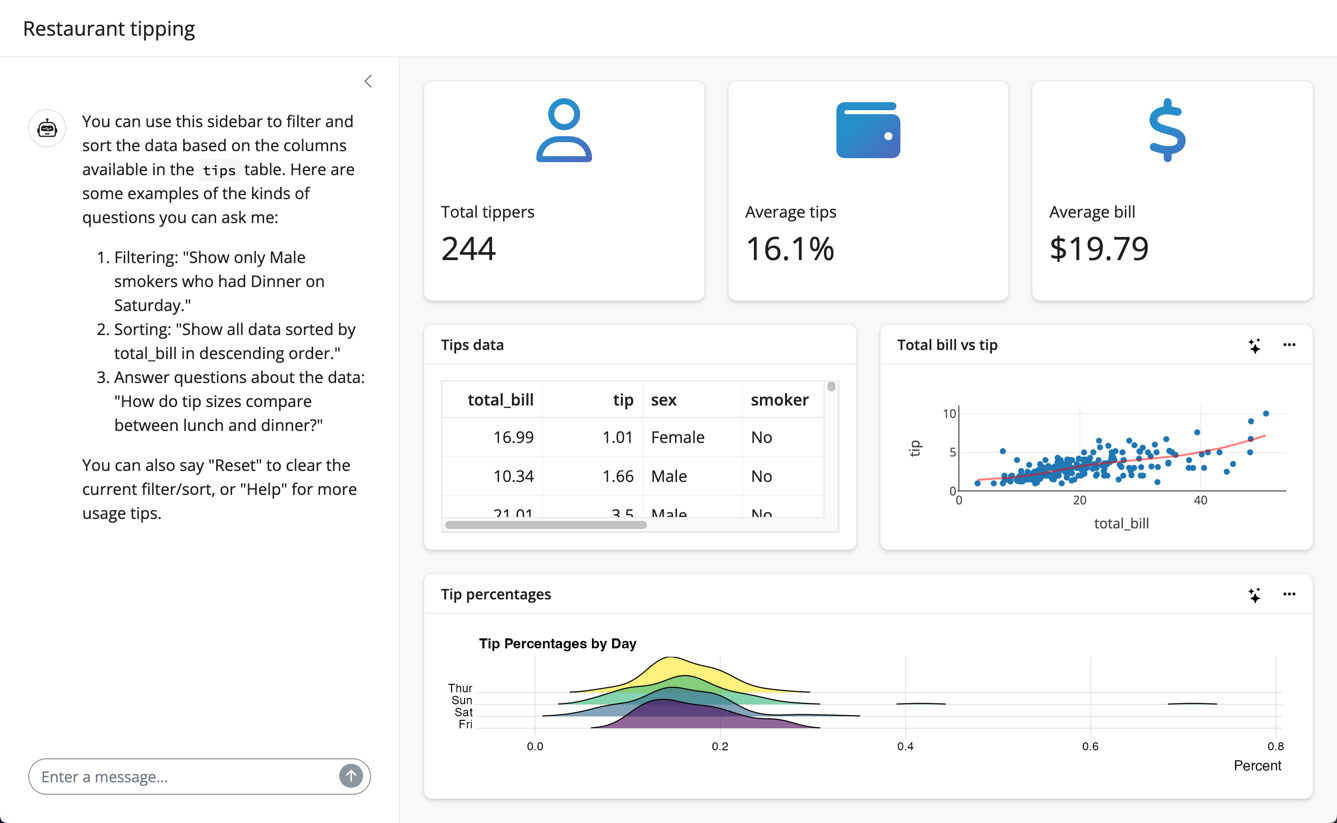 Restaurant tipping
You can use this sidebar to filter and
sort the data based on the columns
available in the tips table. Here are
some examples of the kinds of
questions you can ask me:
1. Filtering: "Show only Male
smokers who had Dinner on
Saturday."
2. Sorting: "Show all data sorted by
total_bill in descending order."
3. Answer questions about the data:
"How do tip sizes compare
between lunch and dinner?"
You can also say "Reset" to clear the
current filter/sort, or "Help" for more
usage tips.
Enter a message...
Total tippers
244
Average tips
16.1%
Average bill
$19.79
Tips data
total_bill tip sex smoker
16.99 1.01 Female No
10.34 1.66 Male No
21.01 3.5 Male No
Total bill vs tip
10
5
0
tip
0 20 40
total_bill
Tip percentages
Tip Percentages by Day
Thur
Sun
Sat
Fri
0.0 0.2 0.4 0.6 0.8
Percent